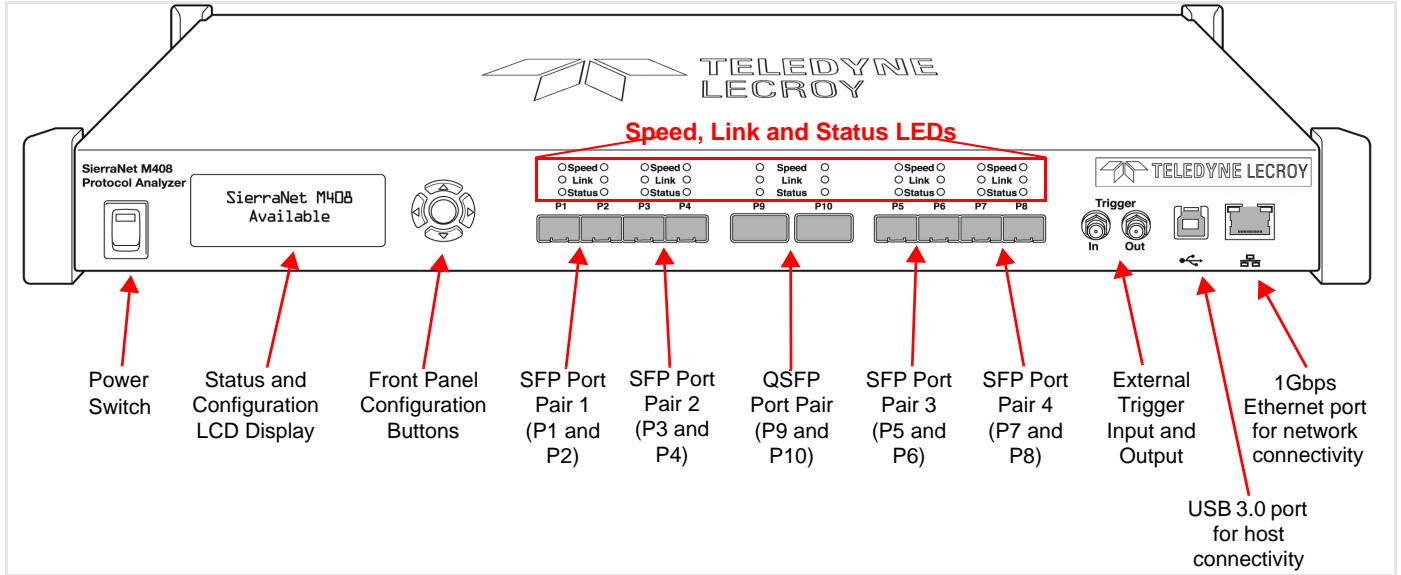 TELEDYNE
LECROY
Speed, Link and Status LEDs
SierraNet M408
Protocol Analyzer
SierraNet M408
Available
Speed
Link
Status
P1 P2
Speed
Link
Status
P3 P4
Speed
Link
Status
P9 P10
Speed
Link
Status
P5 P6
Speed
Link
Status
P7 P8
TELEDYNE LECROY
Trigger
In Out
Power
Switch
Status and
Configuration
LCD Display
Front Panel
Configuration
Buttons
SFP Port
Pair 1
(P1 and
P2)
SFP Port
Pair 2
(P3 and
P4)
QSFP
Port Pair
(P9 and
P10)
SFP Port
Pair 3
(P5 and
P6)
SFP Port
Pair 4
(P7 and
P8)
External
Trigger
Input and
Output
1Gbps
Ethernet port
for network
connectivity
USB 3.0 port
for host
connectivity